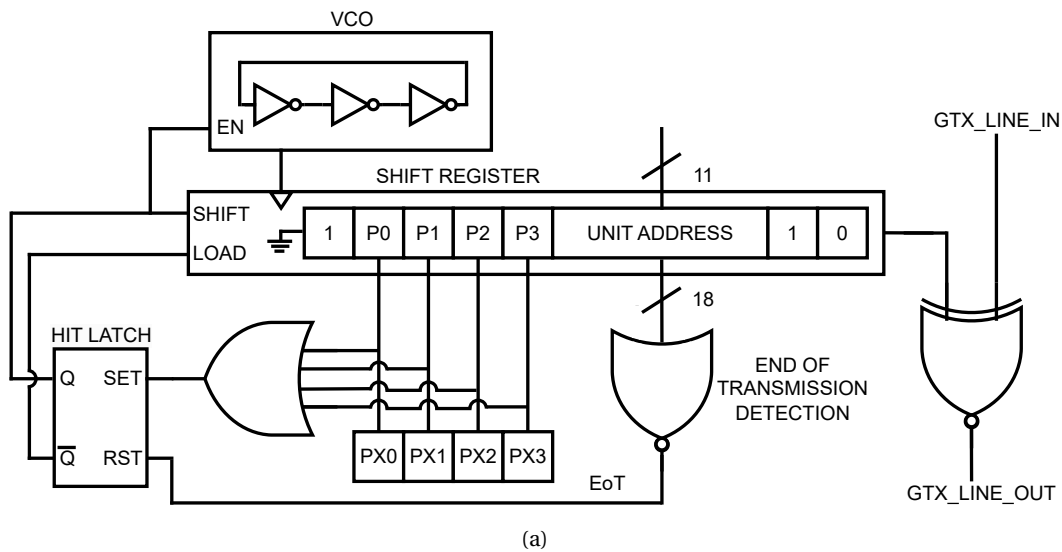 VCO
EN
GTX_LINE_IN
11
SHIFT REGISTER
SHIFT
LOAD
1 P0 P1 P2 P3 UNIT ADDRESS 1 0
18
HIT LATCH
Q SET
Q RST
END OF
TRANSMISSION
DETECTION
PX0 PX1 PX2 PX3
EoT
GTX_LINE_OUT
(a)